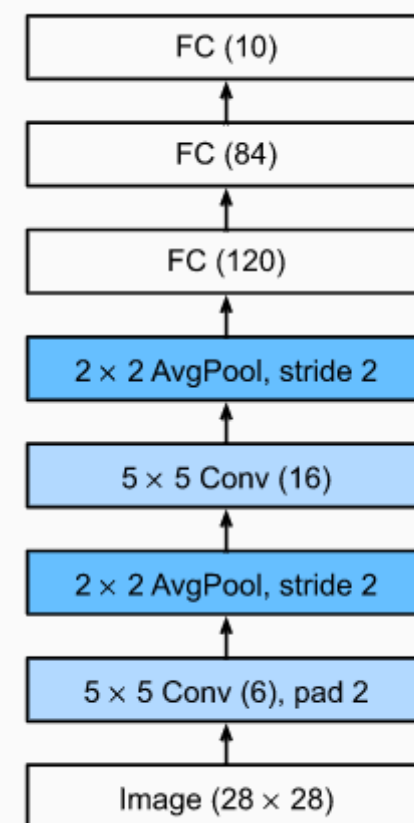 FC (10)
FC (84)
FC (120)
2 × 2 AvgPool, stride 2
5 × 5 Conv (16)
2 × 2 AvgPool, stride 2
5 × 5 Conv (6), pad 2
Image (28 × 28)